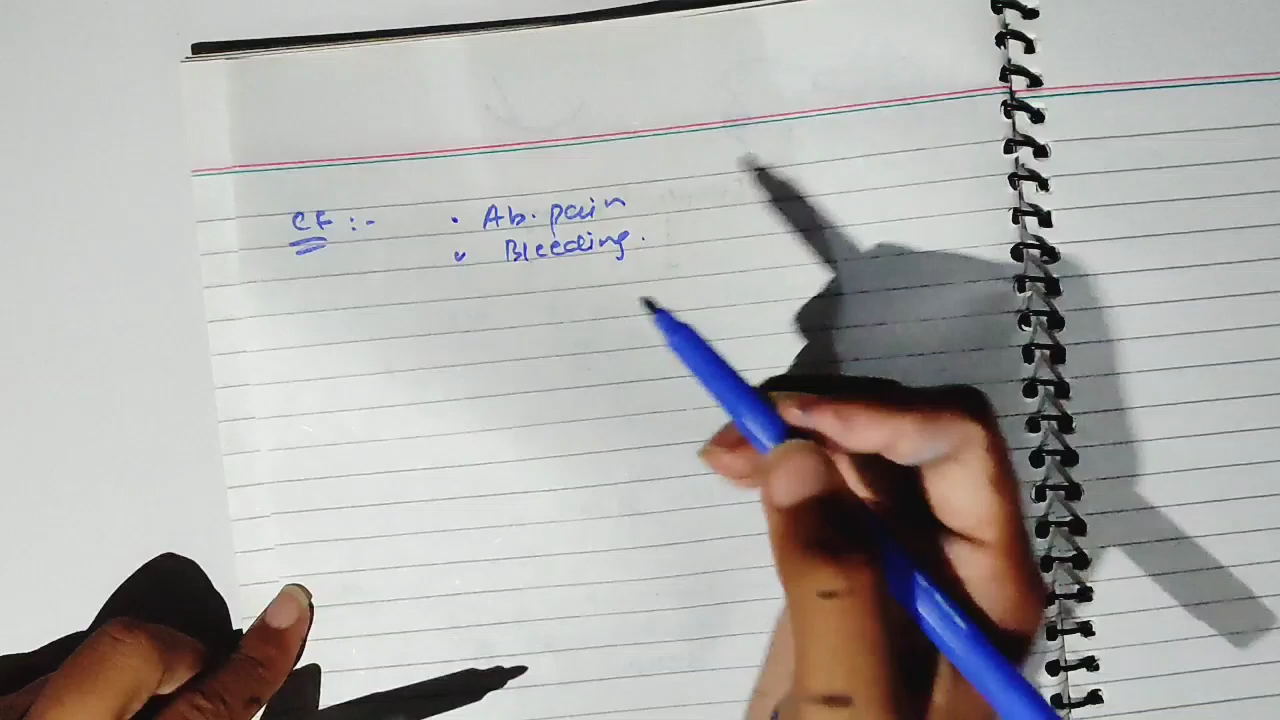 CF :- • Ab. pain
• Bleeding.